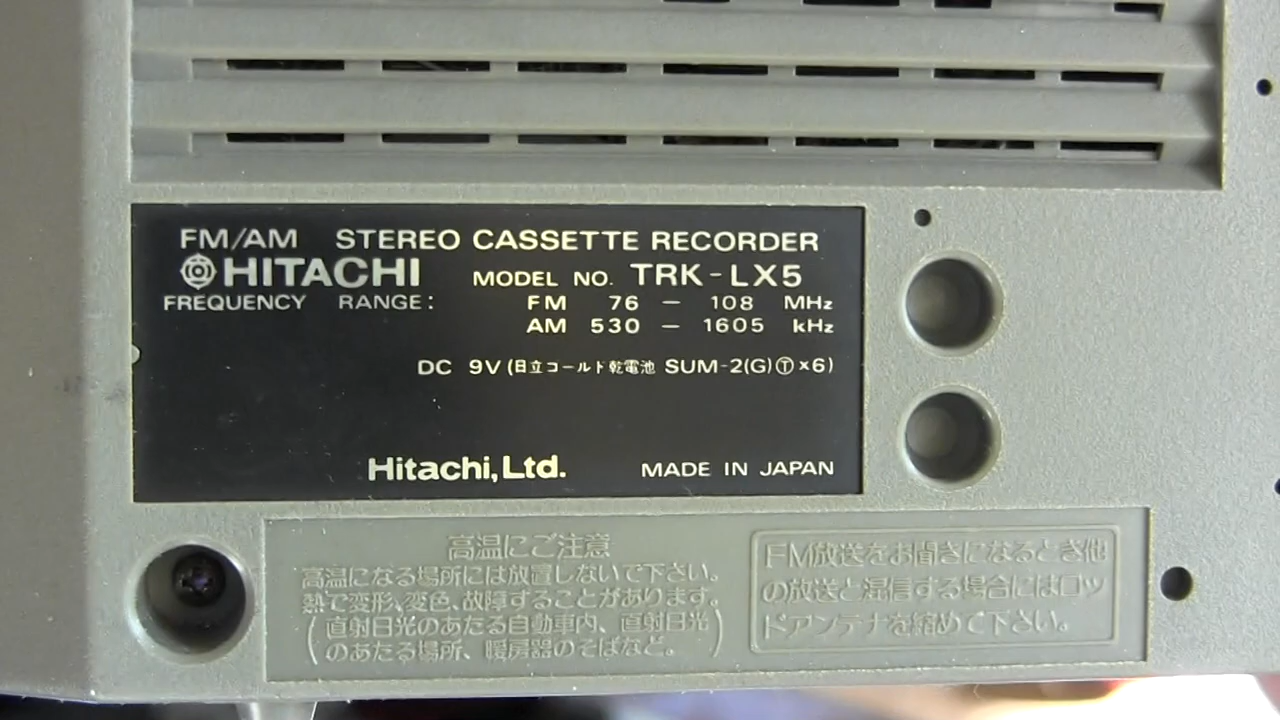 FM/AM STEREO CASSETTE RECORDER
HITACHI MODEL NO. TRK-LX5
FREQUENCY RANGE: FM 76 — 108 MHz
AM 530 — 1605 kHz
DC 9V (日立ゴールド乾電池 SUM-2(G)Ⓣ×6)
Hitachi, Ltd. MADE IN JAPAN
高温にご注意
高温になる場所には放置しないで下さい。
熱で変形、変色、故障することがあります。
(直射日光のあたる自動車内、直射日光
のあたる場所、暖房器のそばなど。)
FM放送をお聞きになるとき他
の放送と混信する場合にはロッ
ドアンテナを縮めて下さい。